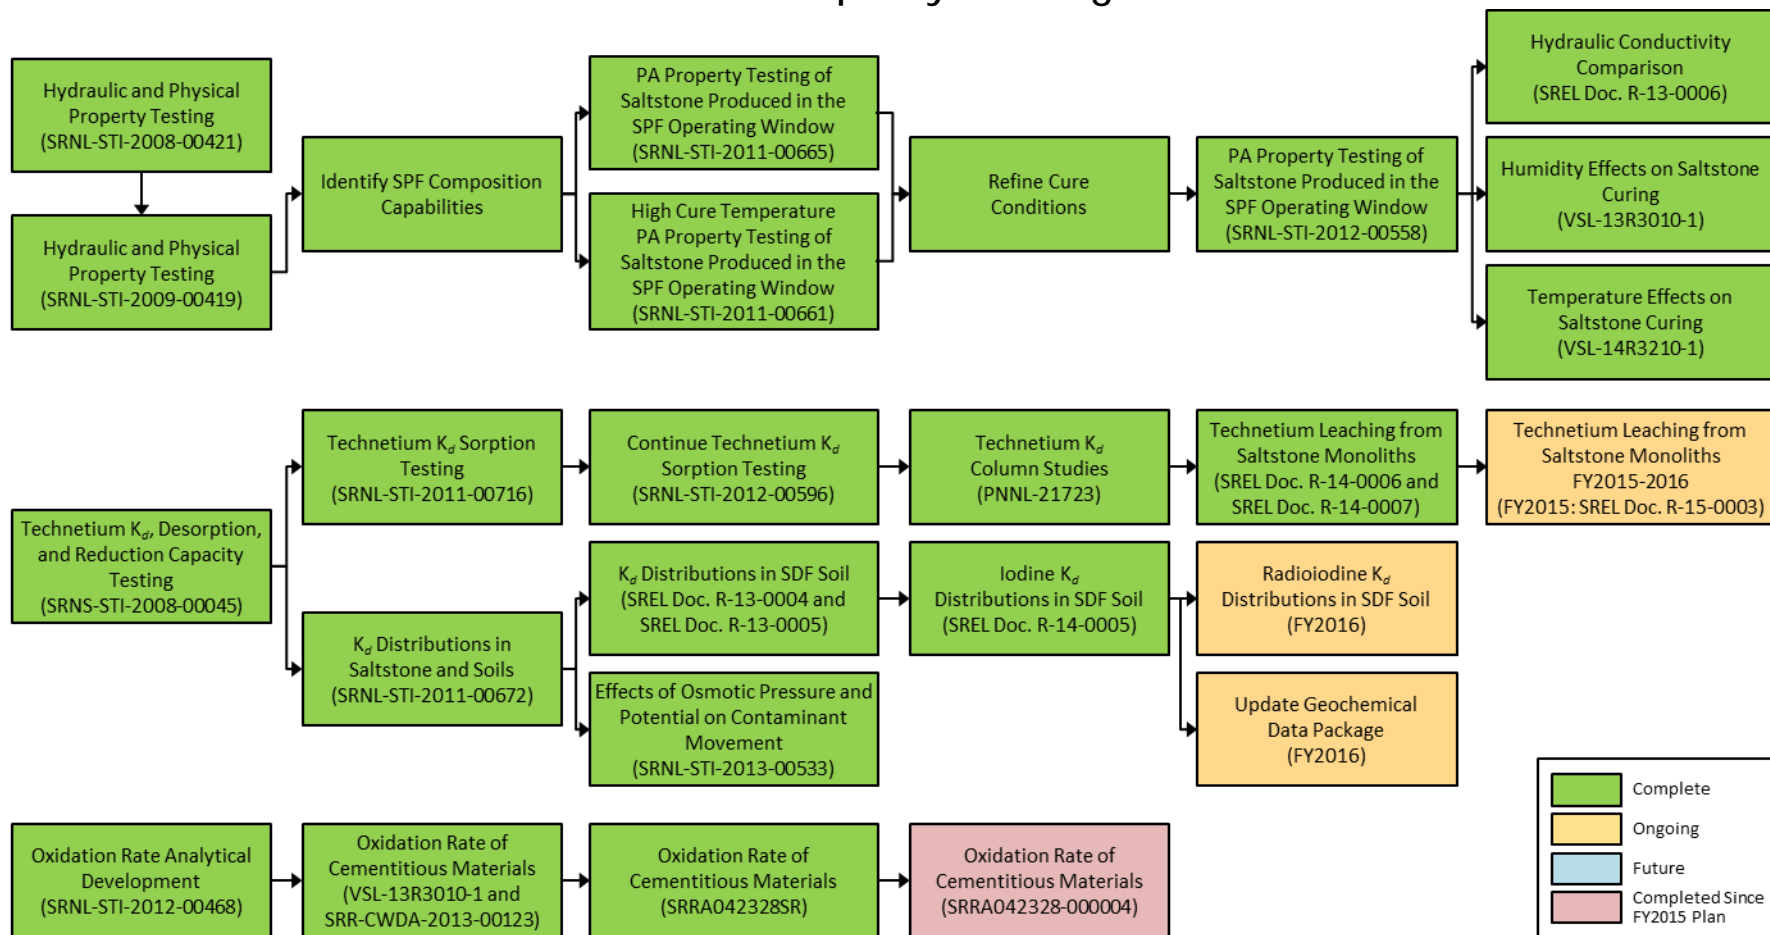 Hydraulic and Physical
Property Testing
(SRNL-STI-2008-00421)
Hydraulic and Physical
Property Testing
(SRNL-STI-2009-00419)
Identify SPF Composition
Capabilities
PA Property Testing of
Saltstone Produced in the
SPF Operating Window
(SRNL-STI-2011-00665)
High Cure Temperature
PA Property Testing of
Saltstone Produced in the
SPF Operating Window
(SRNL-STI-2011-00661)
Refine Cure
Conditions
PA Property Testing of
Saltstone Produced in the
SPF Operating Window
(SRNL-STI-2012-00558)
Hydraulic Conductivity
Comparison
(SREL Doc. R-13-0006)
Humidity Effects on Saltstone
Curing
(VSL-13R3010-1)
Temperature Effects on
Saltstone Curing
(VSL-14R3210-1)
Technetium Kd, Desorption,
and Reduction Capacity
Testing
(SRNS-STI-2008-00045)
Technetium Kd Sorption
Testing
(SRNL-STI-2011-00716)
Continue Technetium Kd
Sorption Testing
(SRNL-STI-2012-00596)
Technetium Kd
Column Studies
(PNNL-21723)
Technetium Leaching from
Saltstone Monoliths
(SREL Doc. R-14-0006 and
SREL Doc. R-14-0007)
Technetium Leaching from
Saltstone Monoliths
FY2015-2016
(FY2015: SREL Doc. R-15-0003)
Kd Distributions in
Saltstone and Soils
(SRNL-STI-2011-00672)
Kd Distributions in SDF Soil
(SREL Doc. R-13-0004 and
SREL Doc. R-13-0005)
Iodine Kd
Distributions in SDF Soil
(SREL Doc. R-14-0005)
Radioiodine Kd
Distributions in SDF Soil
(FY2016)
Effects of Osmotic Pressure and
Potential on Contaminant
Movement
(SRNL-STI-2013-00533)
Update Geochemical
Data Package
(FY2016)
Oxidation Rate Analytical
Development
(SRNL-STI-2012-00468)
Oxidation Rate of
Cementitious Materials
(VSL-13R3010-1 and
SRR-CWDA-2013-00123)
Oxidation Rate of
Cementitious Materials
(SRRA042328SR)
Oxidation Rate of
Cementitious Materials
(SRRA042328-000004)
Complete
Ongoing
Future
Completed Since
FY2015 Plan